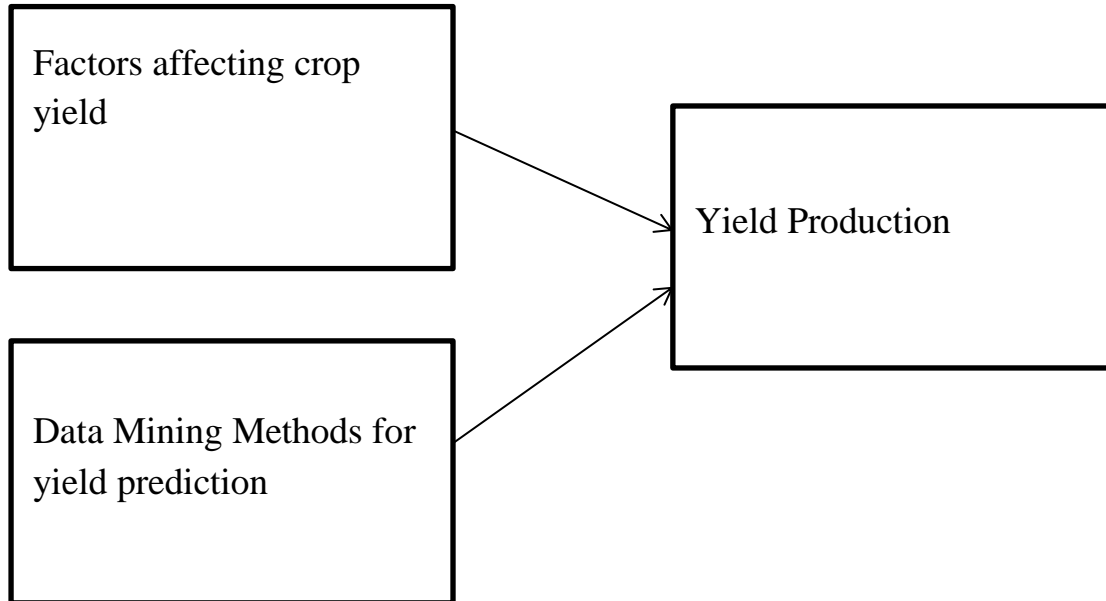 Factors affecting crop
yield
Yield Production
Data Mining Methods for
yield prediction